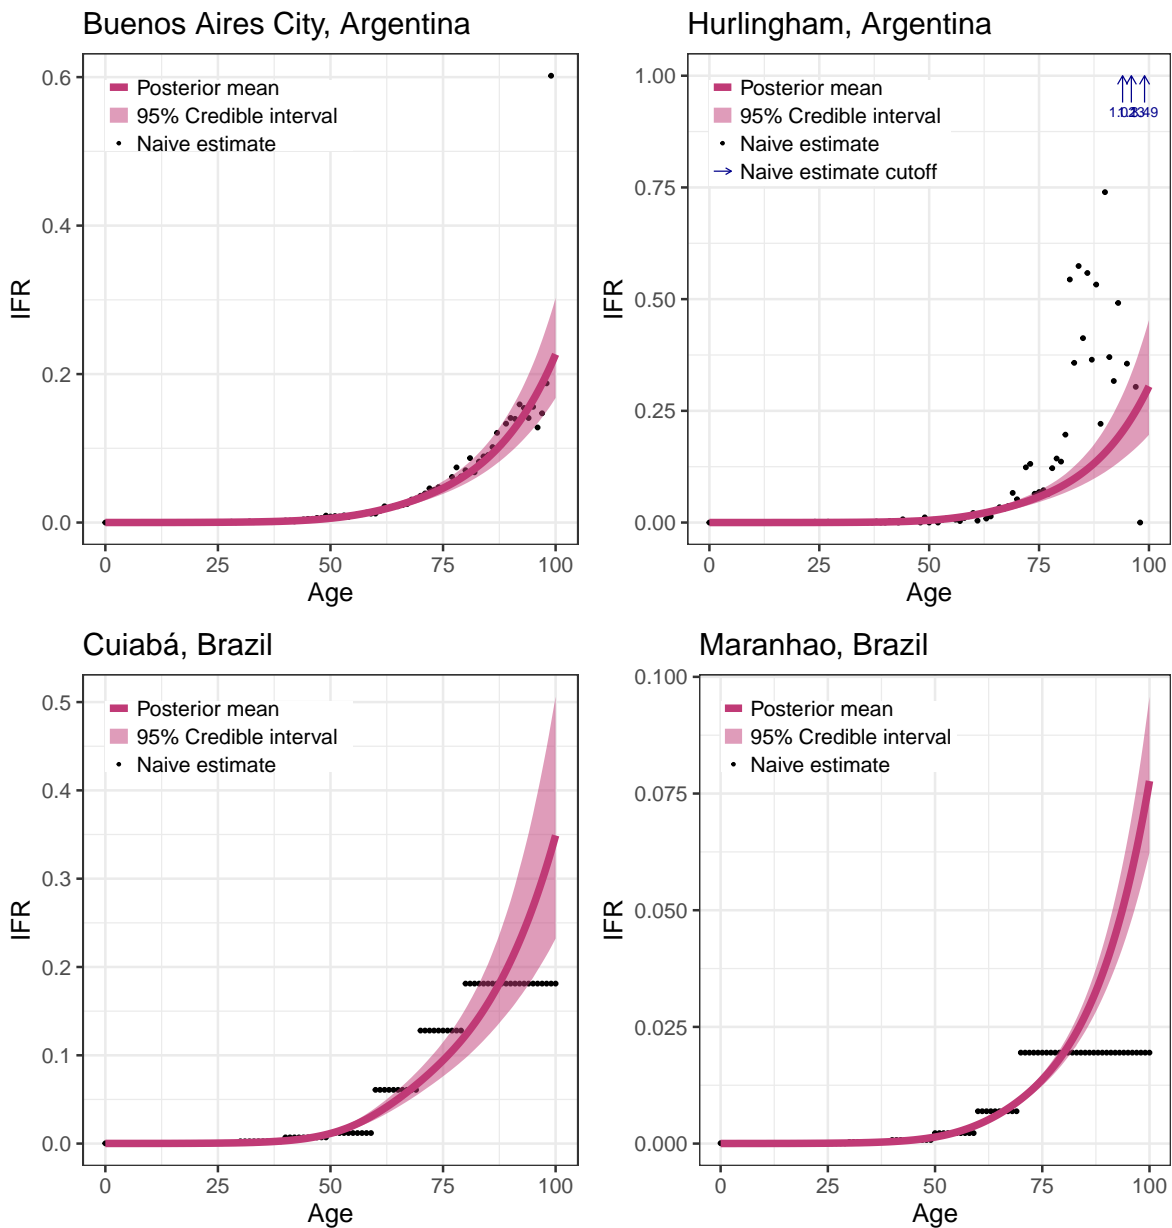 Buenos Aires City, Argentina
Posterior mean
95% Credible interval
Naive estimate
0.6
0.4
0.2
0.0
IFR
0 25 50 75 100
Age
Hurlingham, Argentina
Posterior mean
95% Credible interval
Naive estimate
Naive estimate cutoff
1.00
0.75
0.50
0.25
0.00
IFR
0 25 50 75 100
Age
Cuiabá, Brazil
Posterior mean
95% Credible interval
Naive estimate
0.5
0.4
0.3
0.2
0.1
0.0
IFR
0 25 50 75 100
Age
Maranhao, Brazil
Posterior mean
95% Credible interval
Naive estimate
0.100
0.075
0.050
0.025
0.000
IFR
0 25 50 75 100
Age